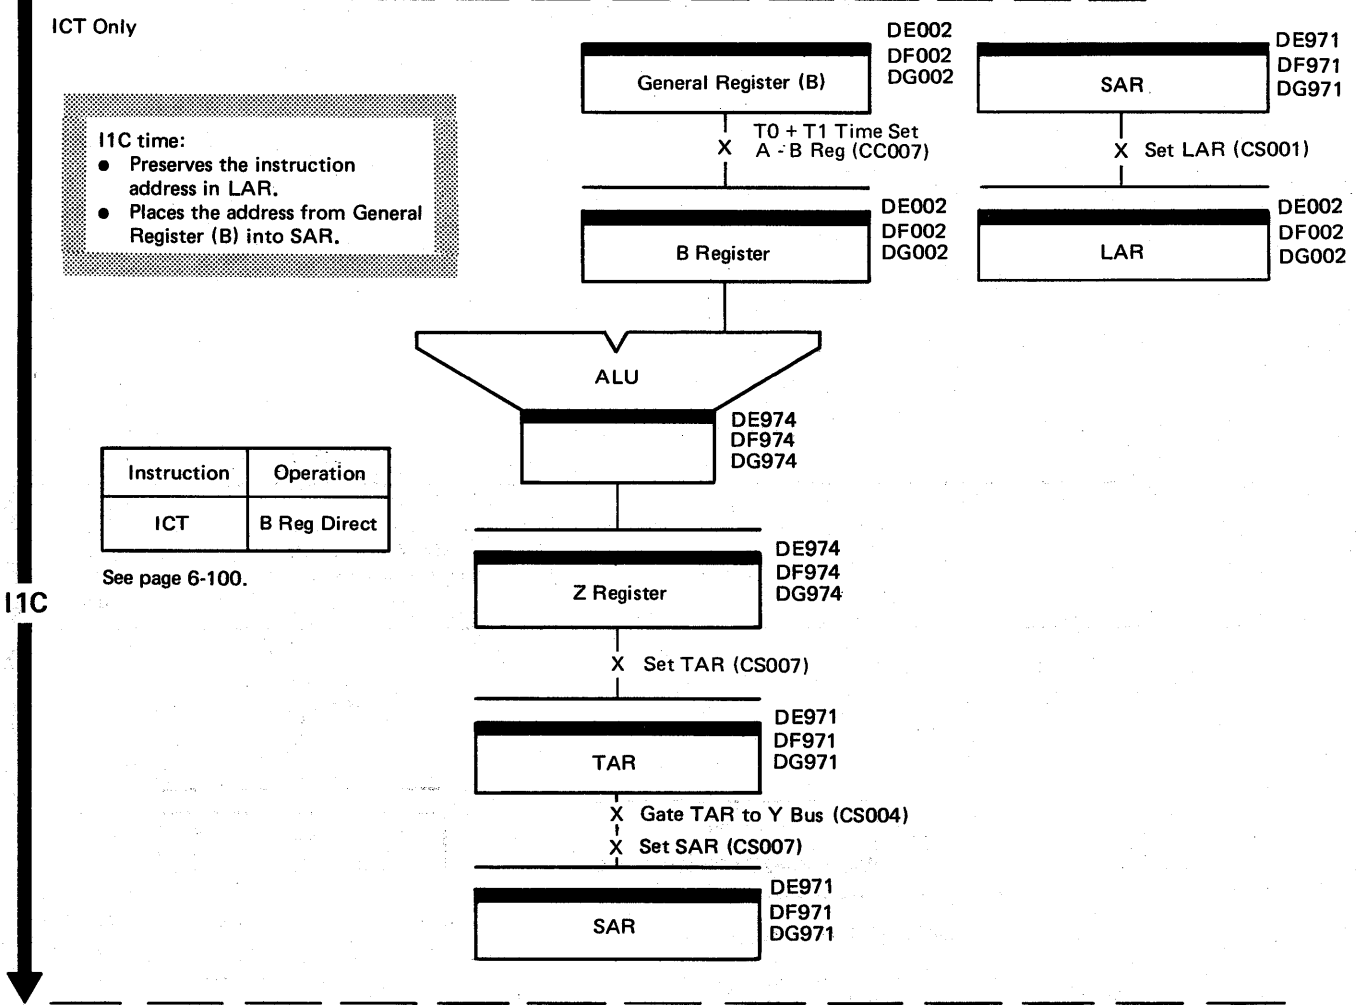 ICT Only
I1C time:
● Preserves the instruction
address in LAR.
● Places the address from General
Register (B) into SAR.
General Register (B)
DE002
DF002
DG002
T0 + T1 Time Set
X A - B Reg (CC007)
B Register
DE002
DF002
DG002
SAR
DE971
DF971
DG971
X Set LAR (CS001)
LAR
DE002
DF002
DG002
ALU
DE974
DF974
DG974
Instruction Operation
ICT B Reg Direct
See page 6-100.
I1C
Z Register
DE974
DF974
DG974
X Set TAR (CS007)
TAR
DE971
DF971
DG971
X Gate TAR to Y Bus (CS004)
X Set SAR (CS007)
SAR
DE971
DF971
DG971